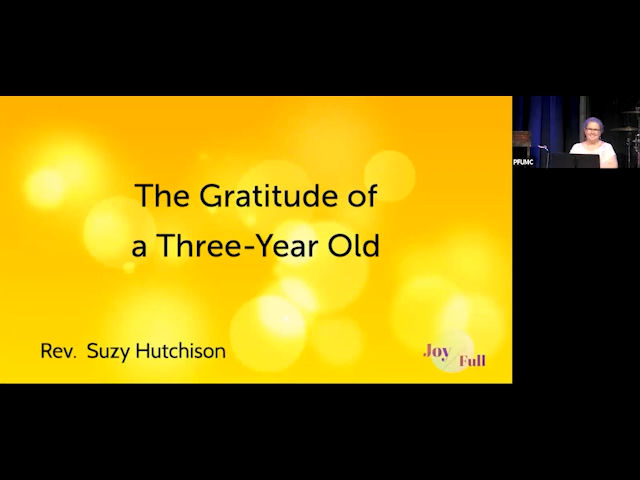 The Gratitude of
a Three-Year Old
Rev. Suzy Hutchison
Joy
Full
PFUMC